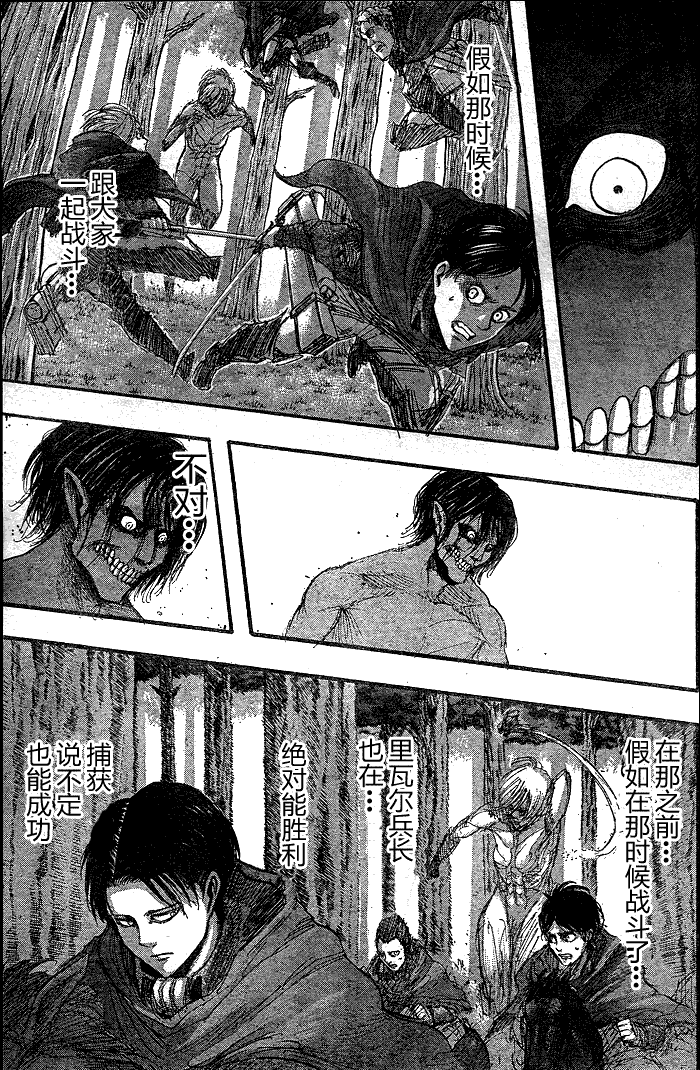 假如那时候…
跟大家
一起战斗…
不对…
在那之前…
假如在那时候战斗了…
里瓦尔兵长
也在…
绝对能胜利
捕获
说不定
也能成功